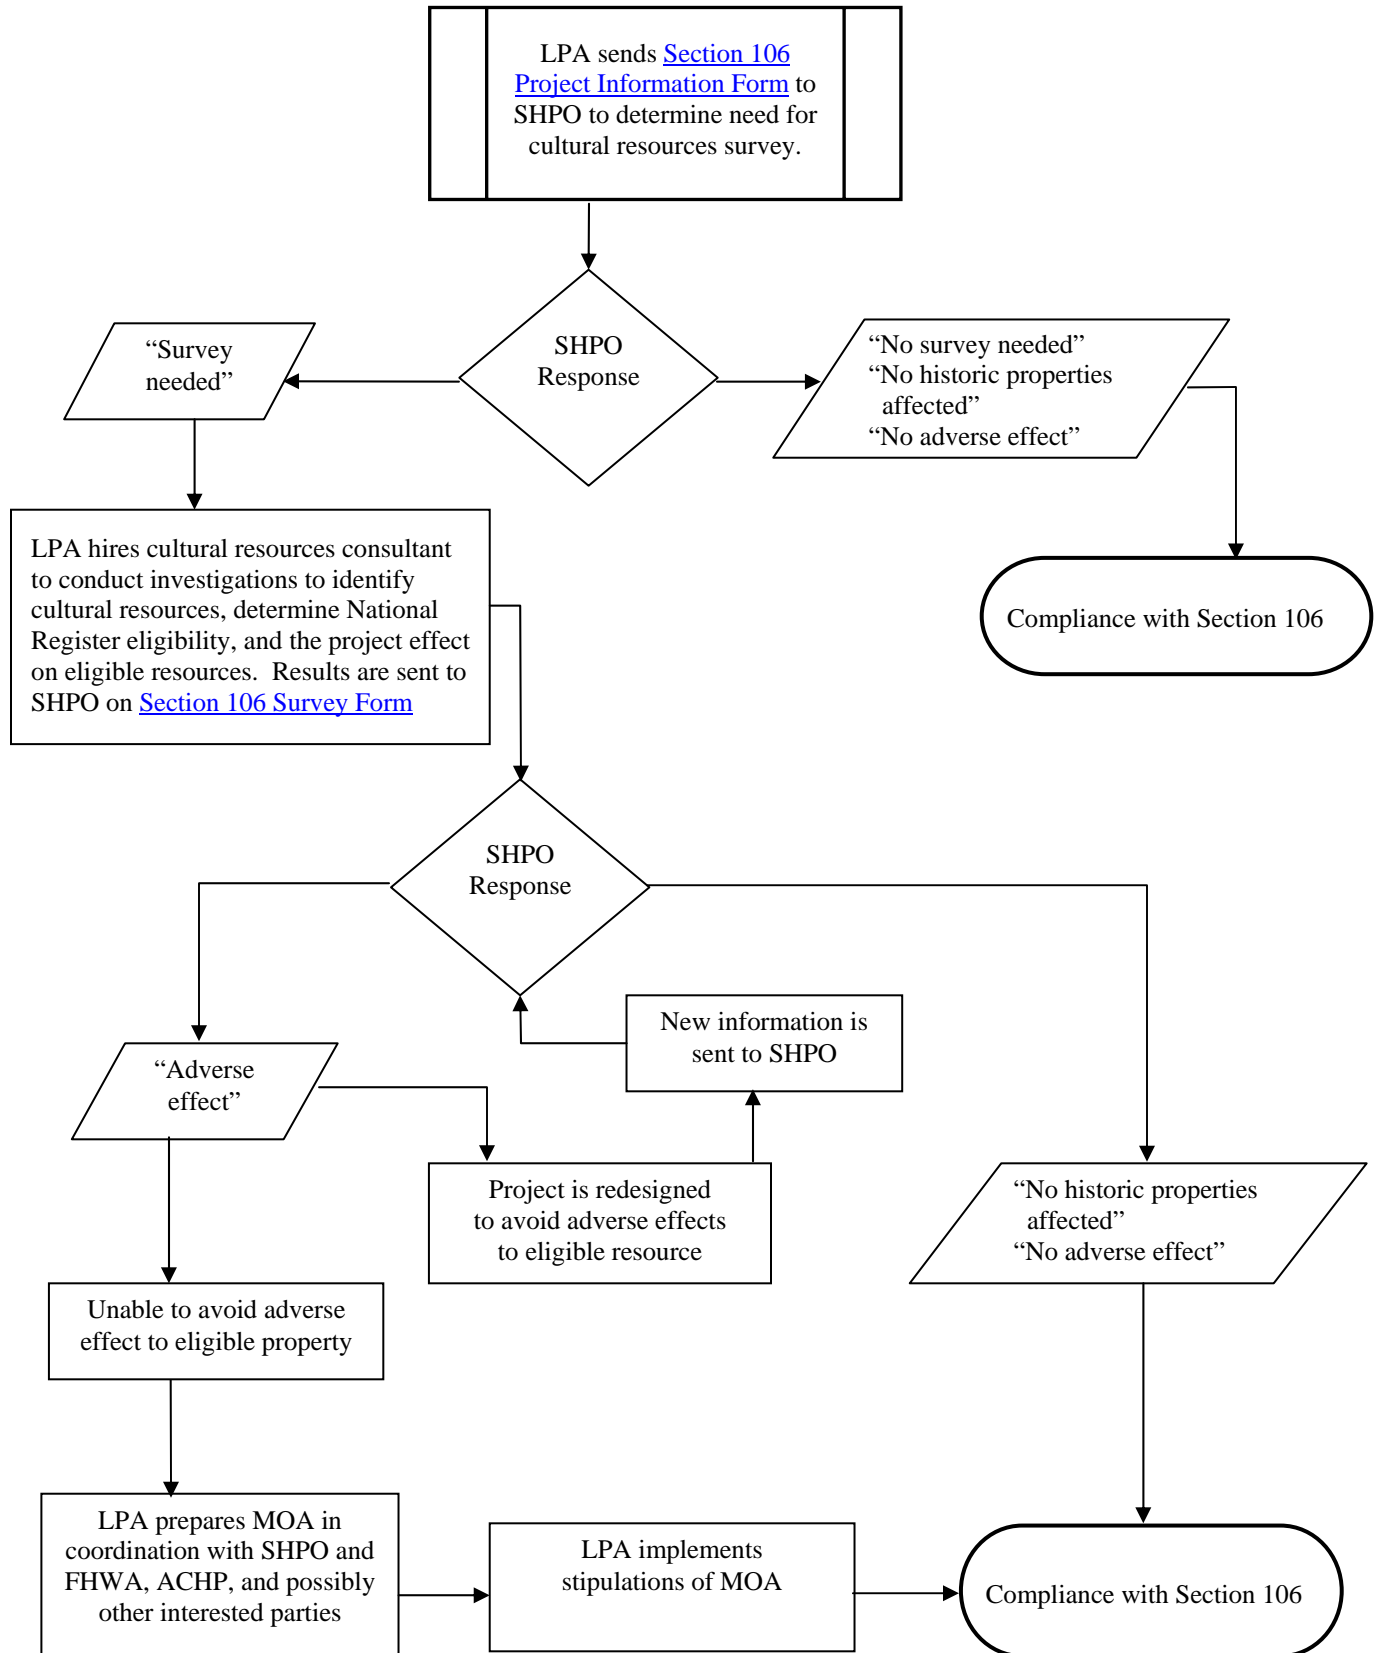 LPA sends Section 106
Project Information Form to
SHPO to determine need for
cultural resources survey.
SHPO
Response
“Survey
needed”
“No survey needed”
“No historic properties
affected”
“No adverse effect”
LPA hires cultural resources consultant
to conduct investigations to identify
cultural resources, determine National
Register eligibility, and the project effect
on eligible resources.  Results are sent to
SHPO on Section 106 Survey Form
Compliance with Section 106
SHPO
Response
New information is
sent to SHPO
“Adverse
effect”
Project is redesigned
to avoid adverse effects
to eligible resource
“No historic properties
affected”
“No adverse effect”
Unable to avoid adverse
effect to eligible property
LPA prepares MOA in
coordination with SHPO and
FHWA, ACHP, and possibly
other interested parties
LPA implements
stipulations of MOA
Compliance with Section 106